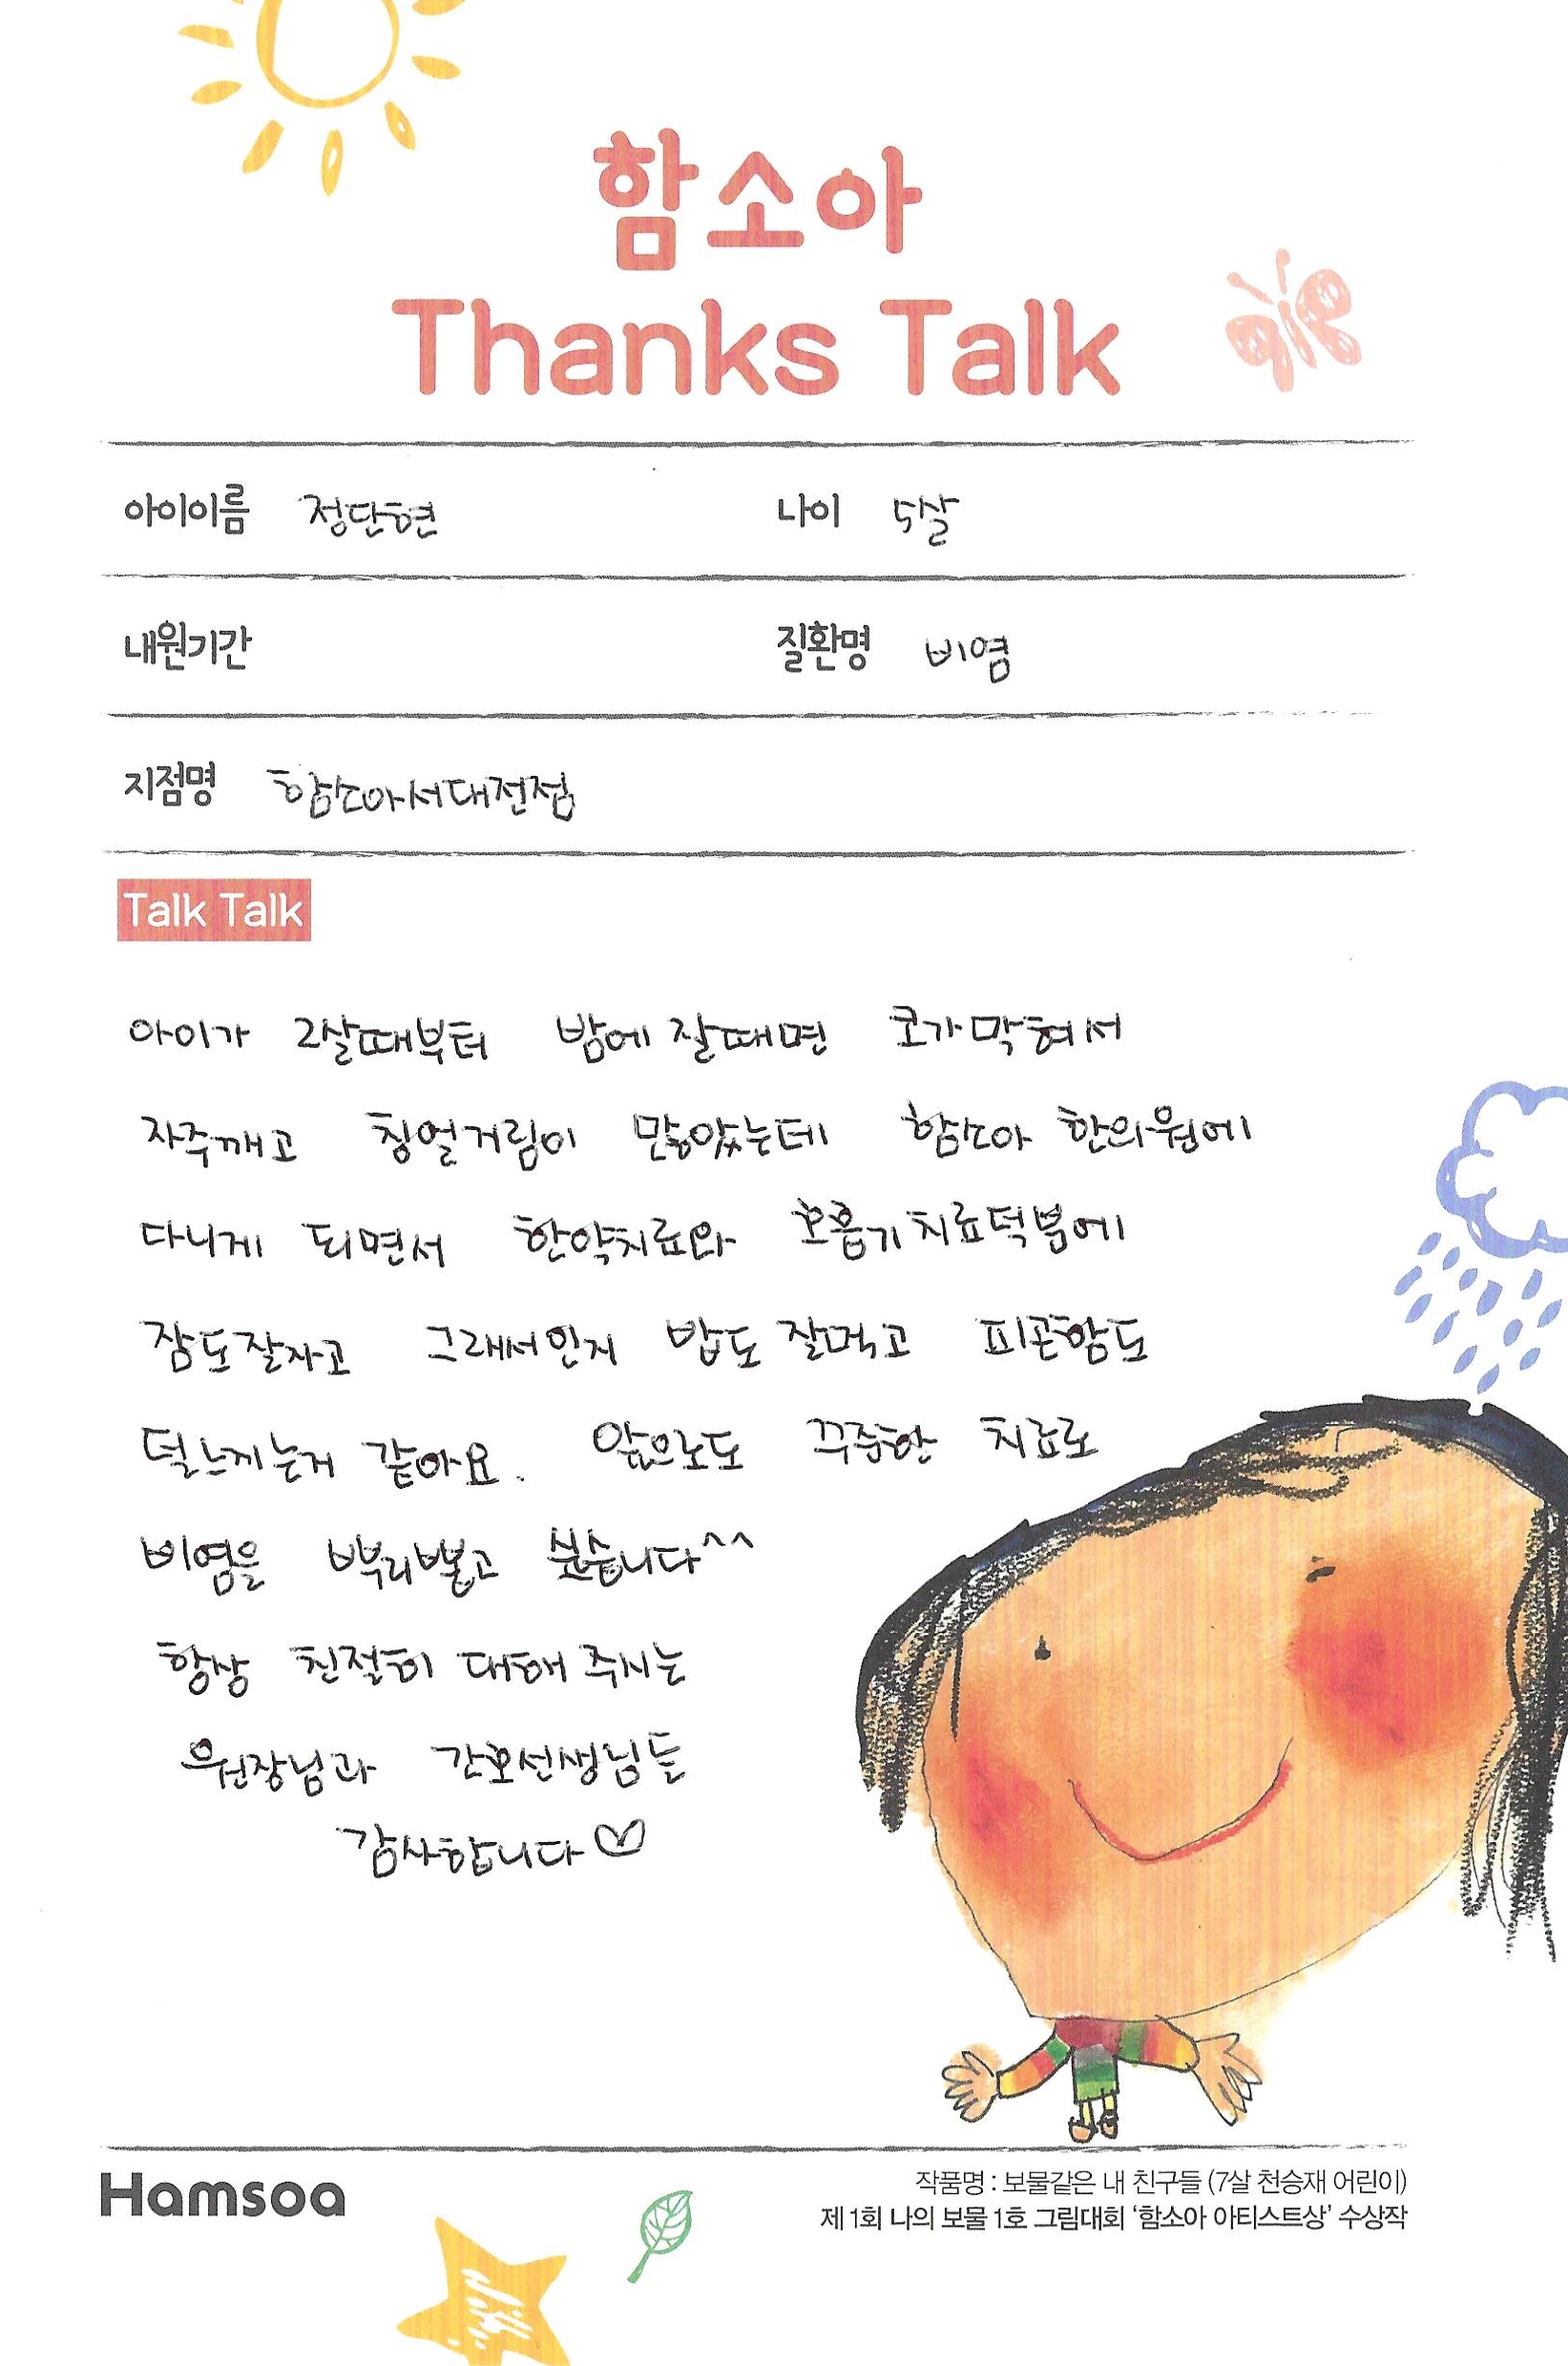 함소아
Thanks Talk
아이이름 정단현 나이 5살
내원기간 질환명 비염
지점명 함소아서대전점
Talk Talk
아이가 2살때부터 밤에 잘때면 코가막혀서
자주깨고 칭얼거림이 많았는데 함소아 한의원에
다니게 되면서 한약치료와 호흡기치료덕분에
잠도잘자고 그래서인지 밥도 잘먹고 피곤함도
덜느끼는거 같아요. 앞으로도 꾸준한 치료로
비염을 뿌리뽑고 싶습니다^^
항상 친절히 대해 주시는
원장님과 간호선생님들
감사합니다♡
Hamsoa
작품명 : 보물같은 내 친구들 (7살 천승재 어린이)
제 1회 나의 보물 1호 그림대회 '함소아 아티스트상' 수상작